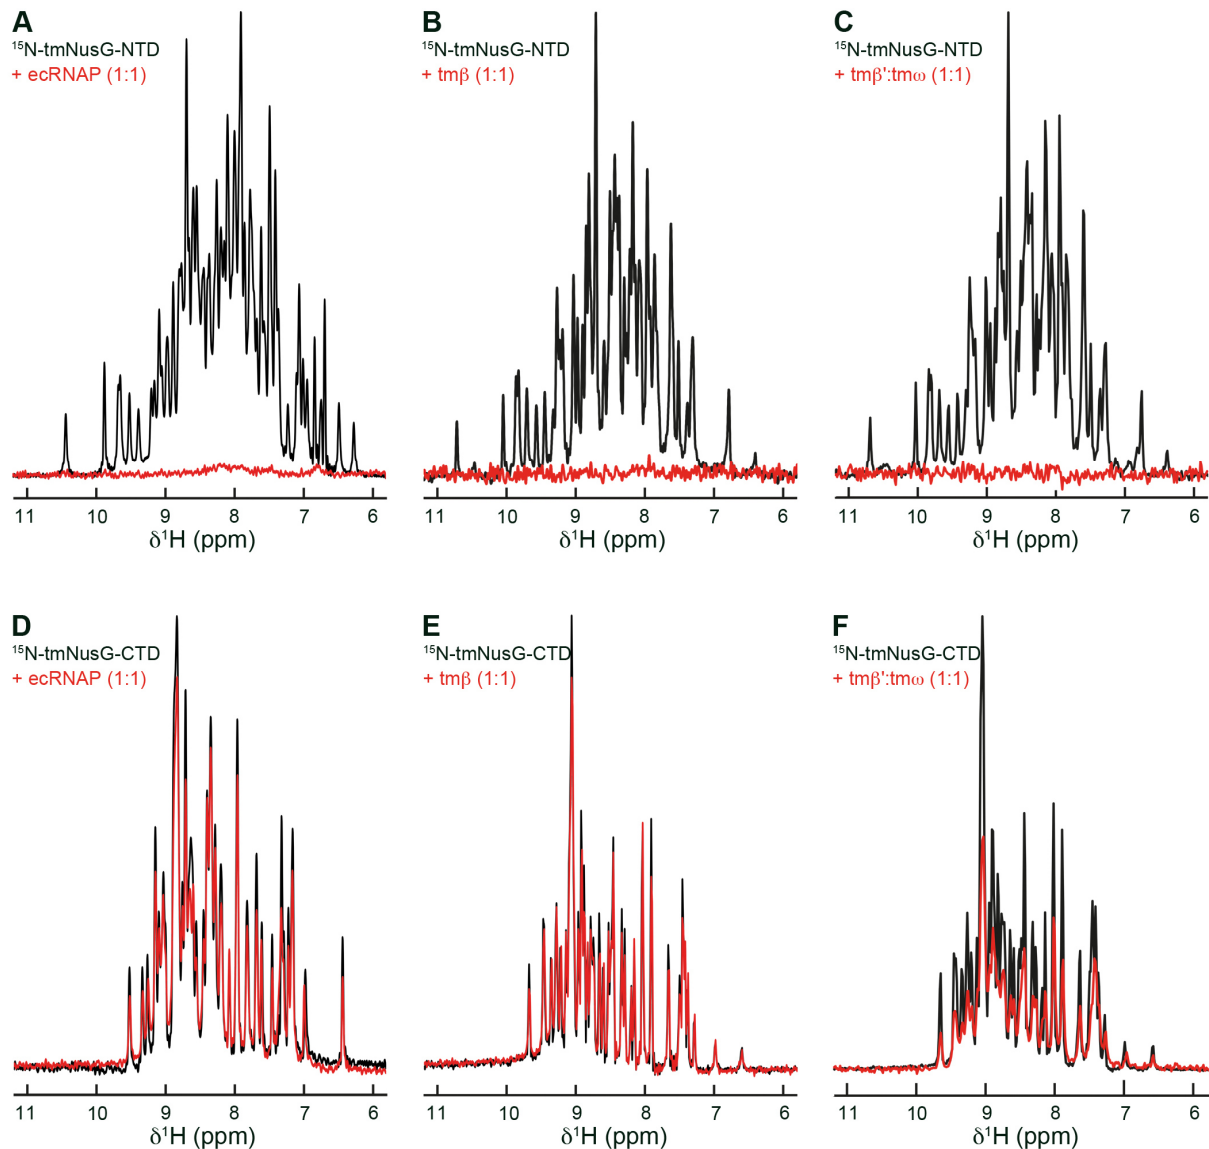 A
¹⁵N-tmNusG-NTD
+ ecRNAP (1:1)
11 10 9 8 7 6
δ¹H (ppm)
B
¹⁵N-tmNusG-NTD
+ tmβ (1:1)
11 10 9 8 7 6
δ¹H (ppm)
C
¹⁵N-tmNusG-NTD
+ tmβ':tmω (1:1)
11 10 9 8 7 6
δ¹H (ppm)
D
¹⁵N-tmNusG-CTD
+ ecRNAP (1:1)
11 10 9 8 7 6
δ¹H (ppm)
E
¹⁵N-tmNusG-CTD
+ tmβ (1:1)
11 10 9 8 7 6
δ¹H (ppm)
F
¹⁵N-tmNusG-CTD
+ tmβ':tmω (1:1)
11 10 9 8 7 6
δ¹H (ppm)